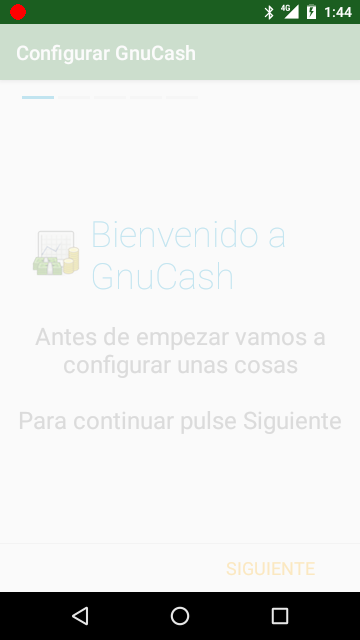 4G 1:44
Configurar GnuCash
Bienvenido a
GnuCash
Antes de empezar vamos a
configurar unas cosas
Para continuar pulse Siguiente
SIGUIENTE